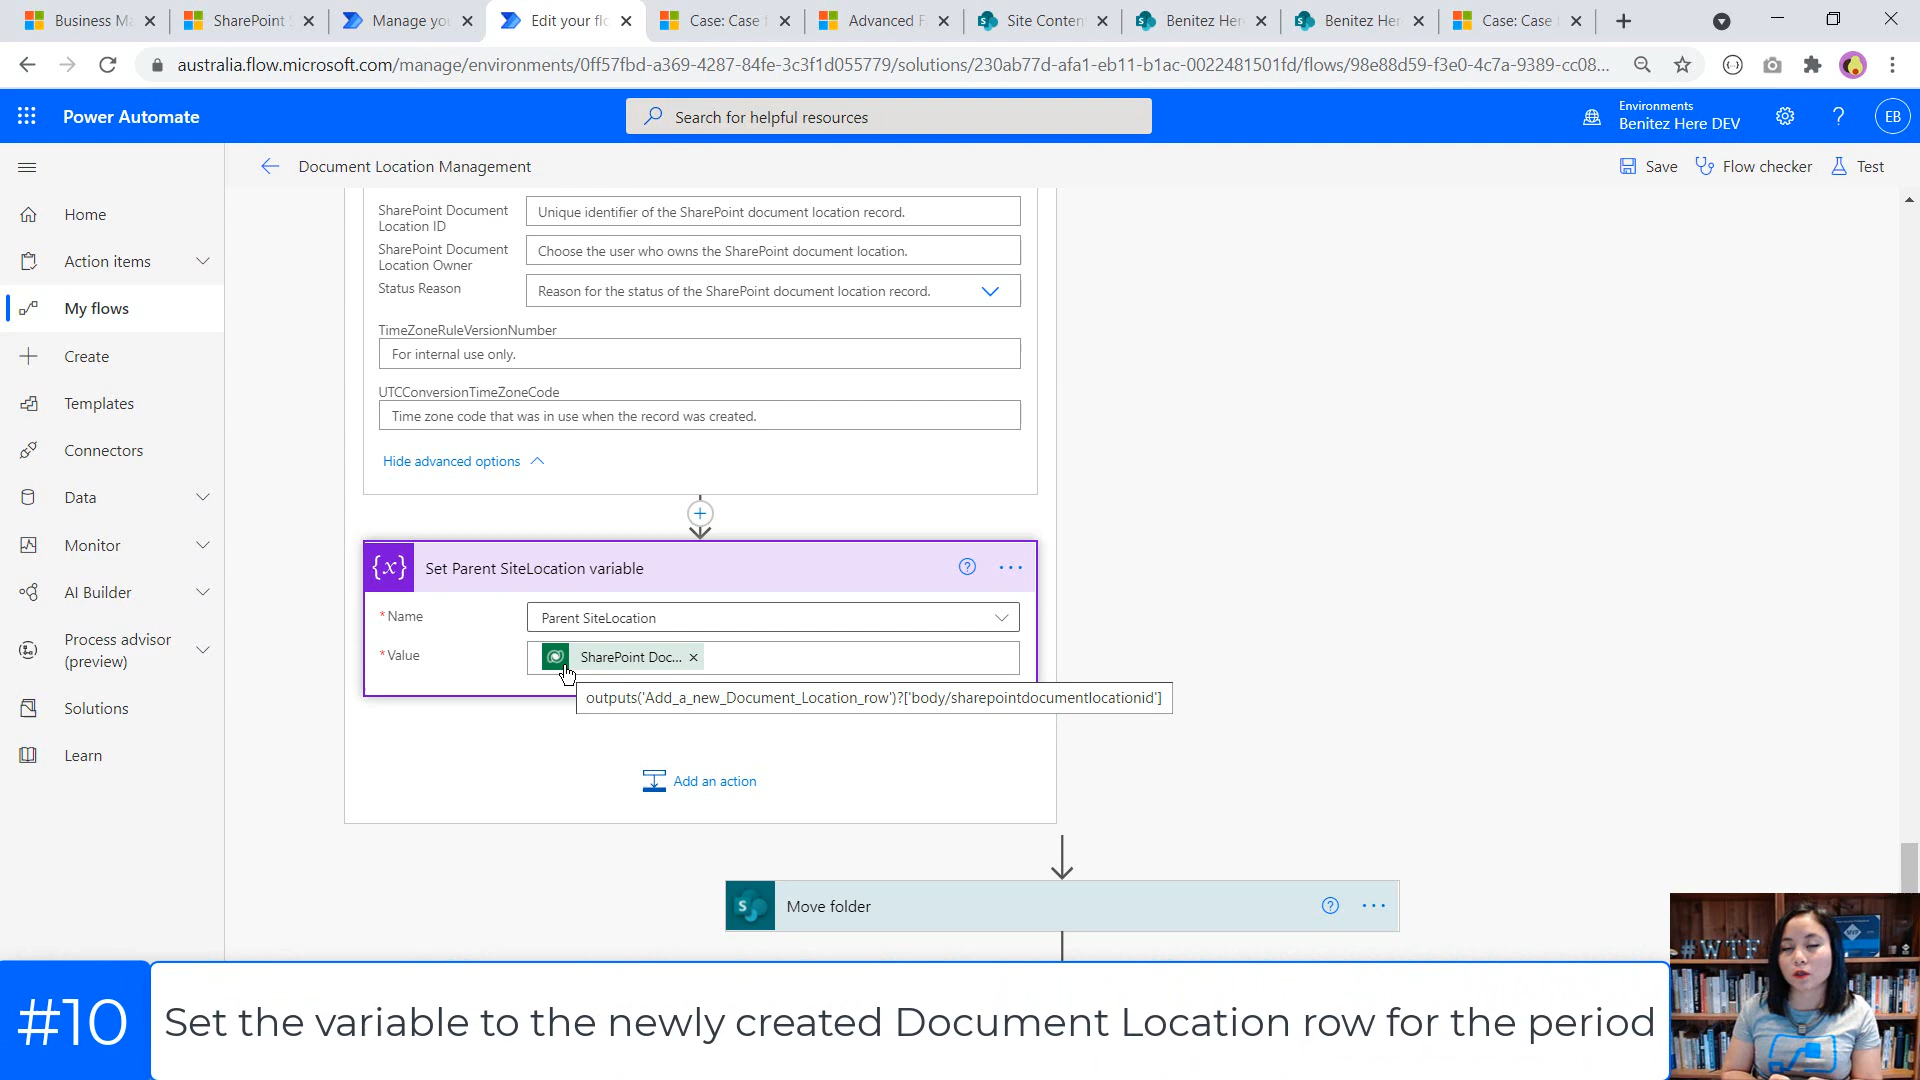 Business Ma
SharePoint S
Manage you
Edit your flo
Case: Case
Advanced F
Site Conten
Benitez Her
Benitez Her
Case: Case
australia.flow.microsoft.com/manage/environments/0ff57fbd-a369-4287-84fe-3c3f1d055779/solutions/230ab77d-afa1-eb11-b1ac-0022481501fd/flows/98e88d59-f3e0-4c7a-9389-cc08...
Power Automate
Search for helpful resources
Environments
Benitez Here DEV
?
EB
Document Location Management
Save
Flow checker
Test
Home
Action items
My flows
Create
Templates
Connectors
Data
Monitor
AI Builder
Process advisor
(preview)
Solutions
Learn
SharePoint Document
Location ID
Unique identifier of the SharePoint document location record.
SharePoint Document
Location Owner
Choose the user who owns the SharePoint document location.
Status Reason
Reason for the status of the SharePoint document location record.
TimeZoneRuleVersionNumber
For internal use only.
UTCConversionTimeZoneCode
Time zone code that was in use when the record was created.
Hide advanced options
{x}
Set Parent SiteLocation variable
?
* Name
Parent SiteLocation
* Value
SharePoint Doc... ×
outputs('Add_a_new_Document_Location_row')?['body/sharepointdocumentlocationid']
Add an action
S
Move folder
?
#WTF
#10
Set the variable to the newly created Document Location row for the period